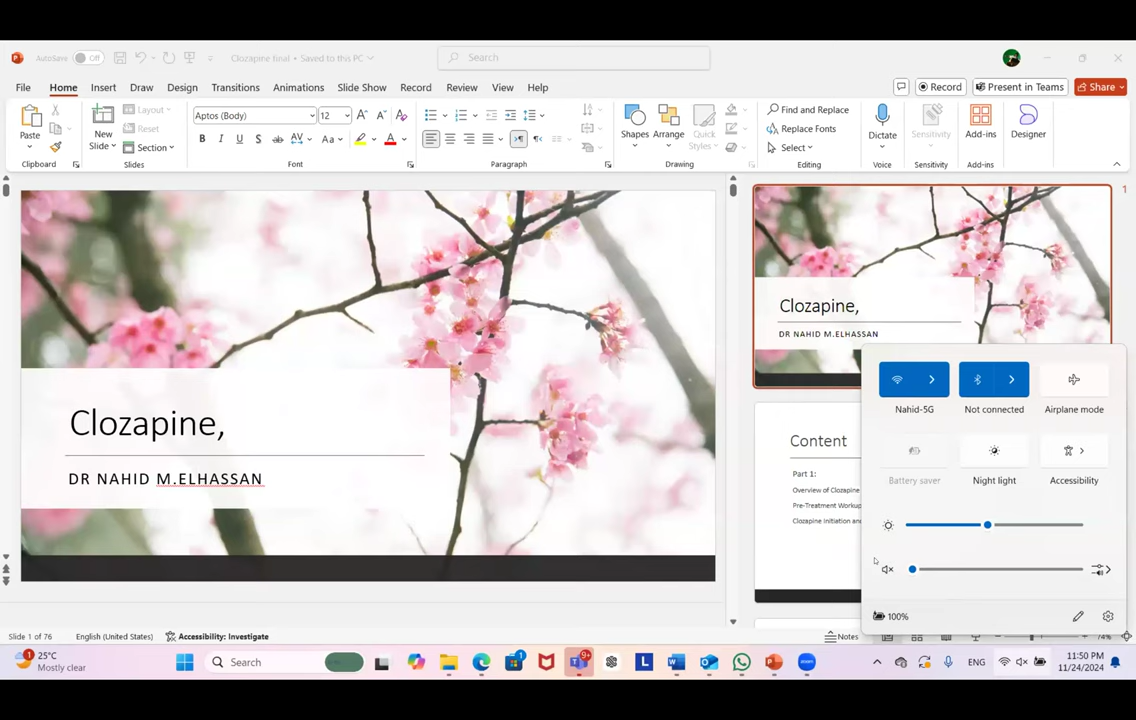 AutoSave Off Clozapine final • Saved to this PC Search
File Home Insert Draw Design Transitions Animations Slide Show Record Review View Help Record Present in Teams Share
Paste New Slide Layout Reset Section Aptos (Body) 12 Shapes Arrange Quick Styles Find and Replace Replace Fonts Select Dictate Sensitivity Add-ins Designer
Clipboard Slides Font Paragraph Drawing Editing Voice Sensitivity Add-ins
Clozapine,
DR NAHID M.ELHASSAN
1
Clozapine,
DR NAHID M.ELHASSAN
Content
Part 1:
Overview of Clozapine
Pre-Treatment Workup
Clozapine Initiation and
Nahid-5G Not connected Airplane mode
Battery saver Night light Accessibility
100%
Slide 1 of 76 English (United States) Accessibility: Investigate Notes 74%
1 25°C
Mostly clear
Search
1
9+
ENG
11:50 PM
11/24/2024